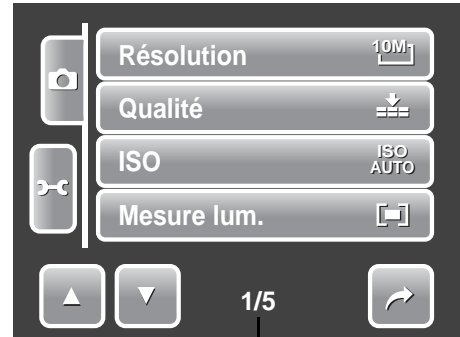 Résolution 10M
Qualité
ISO ISO
AUTO
Mesure lum.
1/5